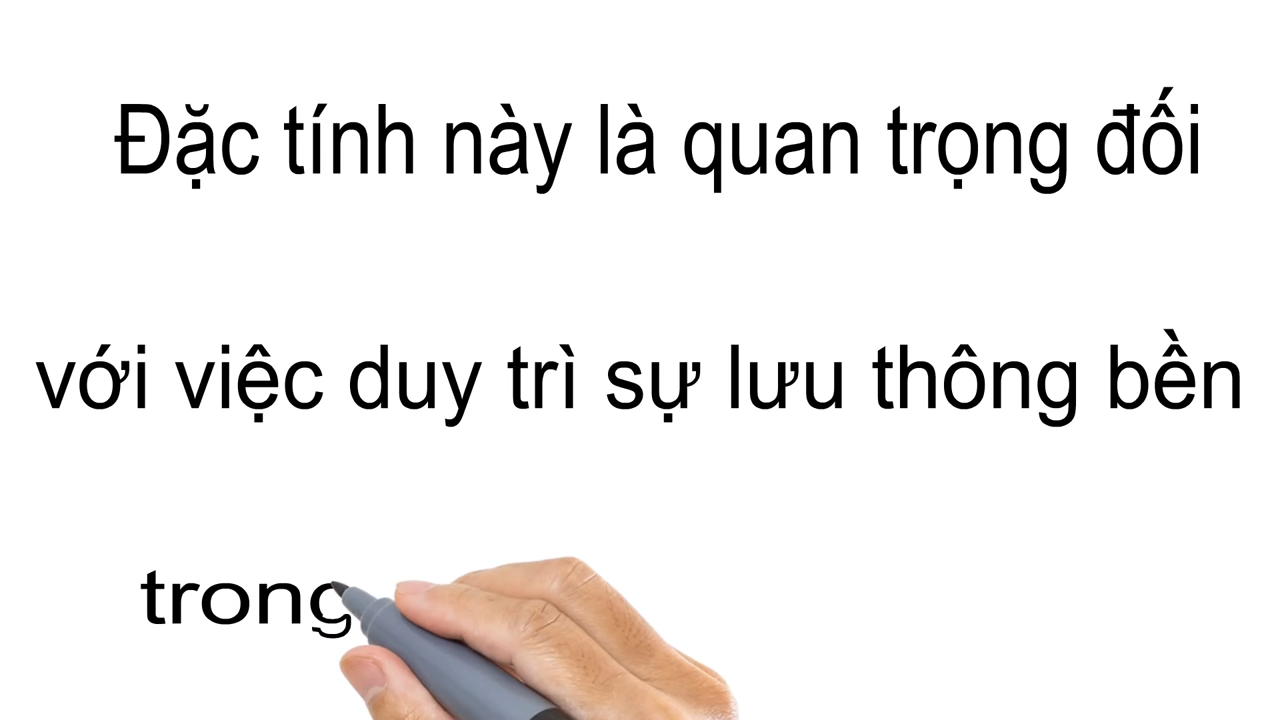 Đặc tính này là quan trọng đối
với việc duy trì sự lưu thông bền
trong